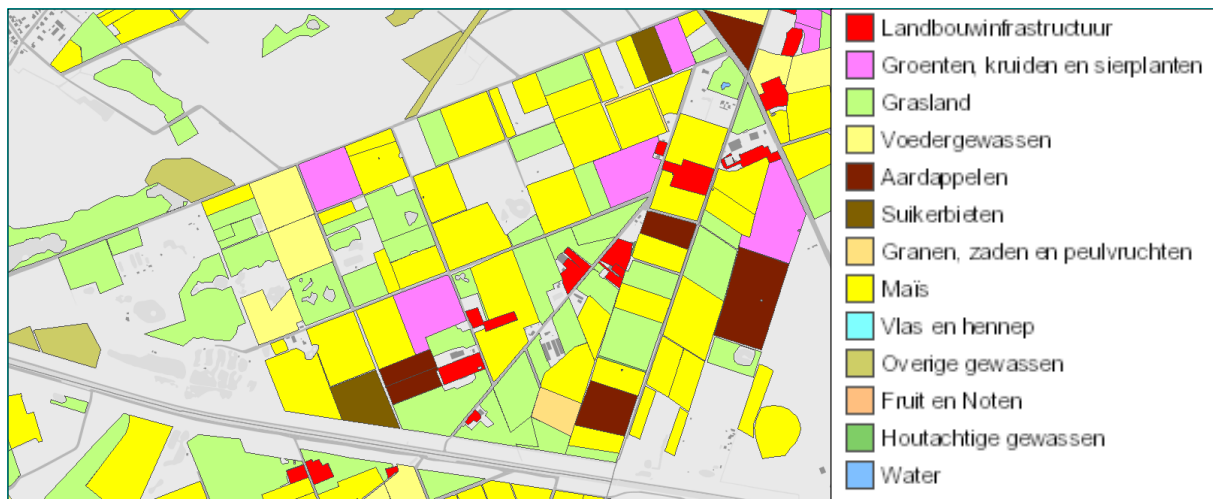 Landbouwinfrastructuur
Groenten, kruiden en sierplanten
Grasland
Voedergewassen
Aardappelen
Suikerbieten
Granen, zaden en peulvruchten
Maïs
Vlas en hennep
Overige gewassen
Fruit en Noten
Houtachtige gewassen
Water